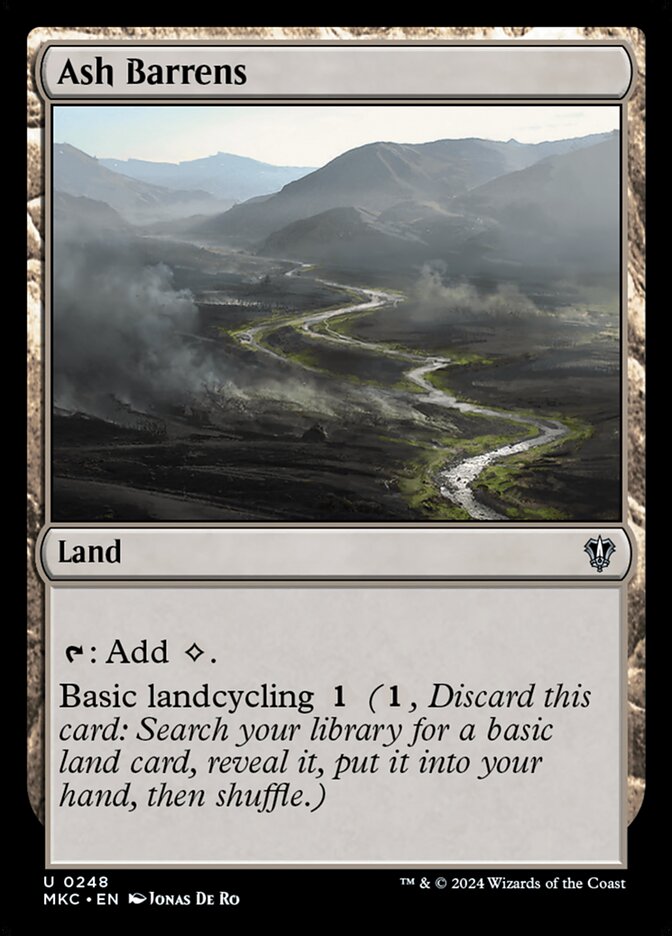 Ash Barrens
Land
: Add .
Basic landcycling 1 (1, Discard this
card: Search your library for a basic
land card, reveal it, put it into your
hand, then shuffle.)
U 0248
MKC • EN Jonas De Ro
™ & © 2024 Wizards of the Coast